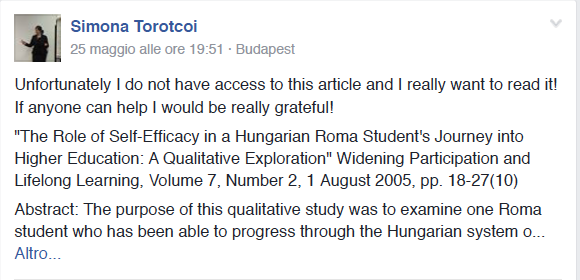 Simona Torotcoi
25 maggio alle ore 19:51 · Budapest
Unfortunately I do not have access to this article and I really want to read it!
If anyone can help I would be really grateful!
"The Role of Self-Efficacy in a Hungarian Roma Student's Journey into
Higher Education: A Qualitative Exploration" Widening Participation and
Lifelong Learning, Volume 7, Number 2, 1 August 2005, pp. 18-27(10)
Abstract: The purpose of this qualitative study was to examine one Roma
student who has been able to progress through the Hungarian system o...
Altro...